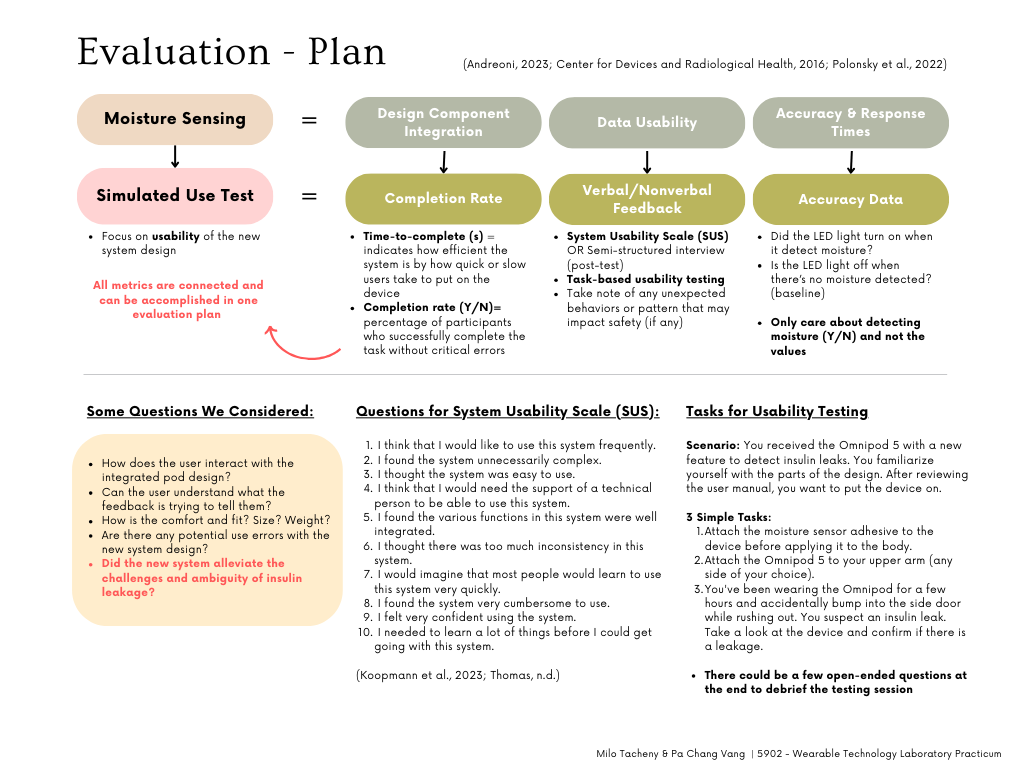 Evaluation - Plan
(Andreoni, 2023; Center for Devices and Radiological Health, 2016; Polonsky et al., 2022)
Moisture Sensing
=
Design Component
Integration
Data Usability
Accuracy & Response
Times
Simulated Use Test
=
Completion Rate
Verbal/Nonverbal
Feedback
Accuracy Data
• Focus on usability of the new
system design
All metrics are connected and
can be accomplished in one
evaluation plan
• Time-to-complete (s) =
indicates how efficient the
system is by how quick or slow
users take to put on the
device
• Completion rate (Y/N)=
percentage of participants
who successfully complete the
task without critical errors
• System Usability Scale (SUS)
OR Semi-structured interview
(post-test)
• Task-based usability testing
• Take note of any unexpected
behaviors or pattern that may
impact safety (if any)
• Did the LED light turn on when
it detect moisture?
• Is the LED light off when
there's no moisture detected?
(baseline)
• Only care about detecting
moisture (Y/N) and not the
values
Some Questions We Considered:
• How does the user interact with the
integrated pod design?
• Can the user understand what the
feedback is trying to tell them?
• How is the comfort and fit? Size? Weight?
• Are there any potential use errors with the
new system design?
• Did the new system alleviate the
challenges and ambiguity of insulin
leakage?
Questions for System Usability Scale (SUS):
1. I think that I would like to use this system frequently.
2. I found the system unnecessarily complex.
3. I thought the system was easy to use.
4. I think that I would need the support of a technical
person to be able to use this system.
5. I found the various functions in this system were well
integrated.
6. I thought there was too much inconsistency in this
system.
7. I would imagine that most people would learn to use
this system very quickly.
8. I found the system very cumbersome to use.
9. I felt very confident using the system.
10. I needed to learn a lot of things before I could get
going with this system.
(Koopmann et al., 2023; Thomas, n.d.)
Tasks for Usability Testing
Scenario: You received the Omnipod 5 with a new
feature to detect insulin leaks. You familiarize
yourself with the parts of the design. After reviewing
the user manual, you want to put the device on.
3 Simple Tasks:
1. Attach the moisture sensor adhesive to the
device before applying it to the body.
2. Attach the Omnipod 5 to your upper arm (any
side of your choice).
3. You've been wearing the Omnipod for a few
hours and accidentally bump into the side door
while rushing out. You suspect an insulin leak.
Take a look at the device and confirm if there is
a leakage.
• There could be a few open-ended questions at
the end to debrief the testing session
Milo Tacheny & Pa Chang Vang | 5902 - Wearable Technology Laboratory Practicum